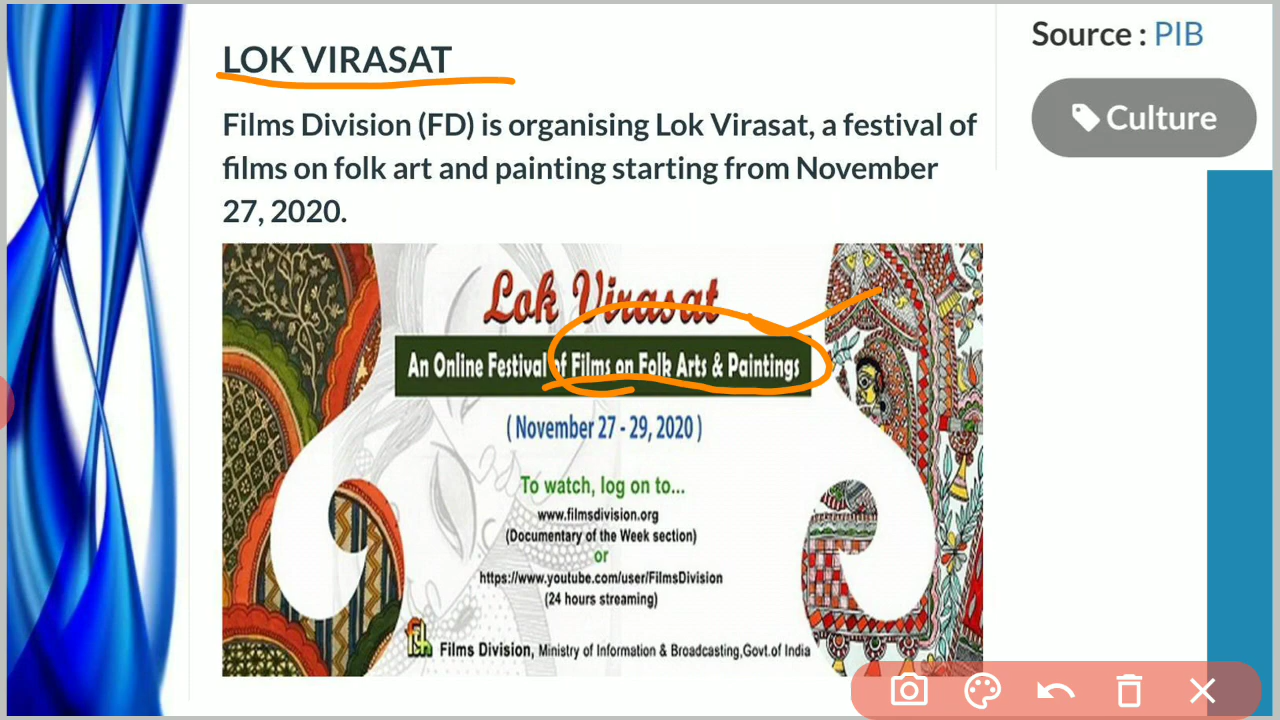 LOK VIRASAT
Source : PIB
Culture
Films Division (FD) is organising Lok Virasat, a festival of
films on folk art and painting starting from November
27, 2020.
Lok Virasat
An Online Festival of Films on Folk Arts & Paintings
( November 27 - 29, 2020 )
To watch, log on to...
www.filmsdivision.org
(Documentary of the Week section)
or
https://www.youtube.com/user/FilmsDivision
(24 hours streaming)
Films Division, Ministry of Information & Broadcasting,Govt.of India